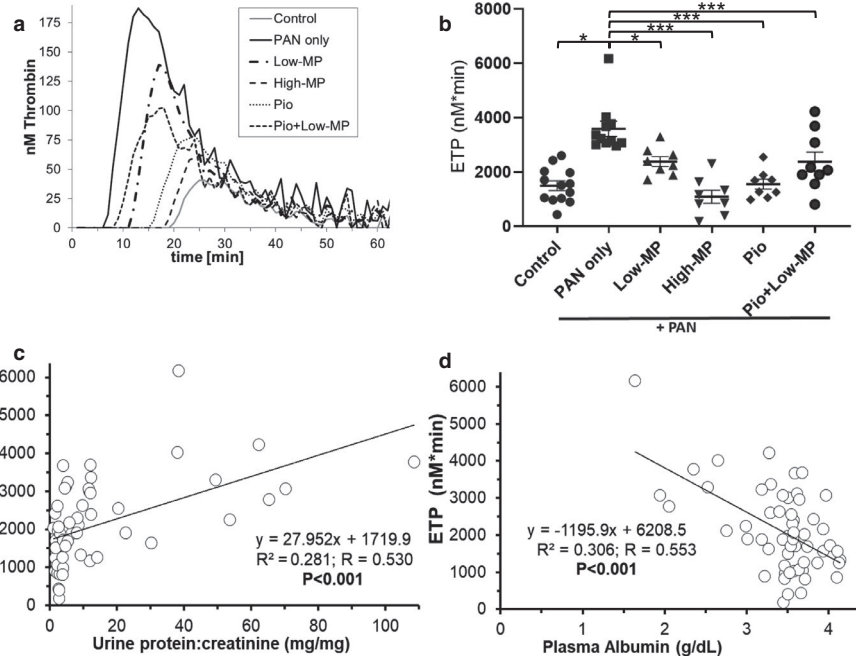 a
nM Thrombin
175
150
125
100
75
50
25
0
0
10
20
30
40
50
60
time [min]
Control
PAN only
Low-MP
High-MP
Pio
Pio+Low-MP
b
ETP (nM*min)
8000
6000
4000
2000
0
***
***
***
*
*
Control
PAN only
Low-MP
High-MP
Pio
Pio+Low-MP
+ PAN
c
6000
5000
4000
3000
2000
1000
0
0
20
40
60
80
100
y = 27.952x + 1719.9
R² = 0.281; R = 0.530
P<0.001
Urine protein:creatinine (mg/mg)
d
ETP (nM*min)
6000
5000
4000
3000
2000
1000
0
0
1
2
3
4
y = -1195.9x + 6208.5
R² = 0.306; R = 0.553
P<0.001
Plasma Albumin (g/dL)